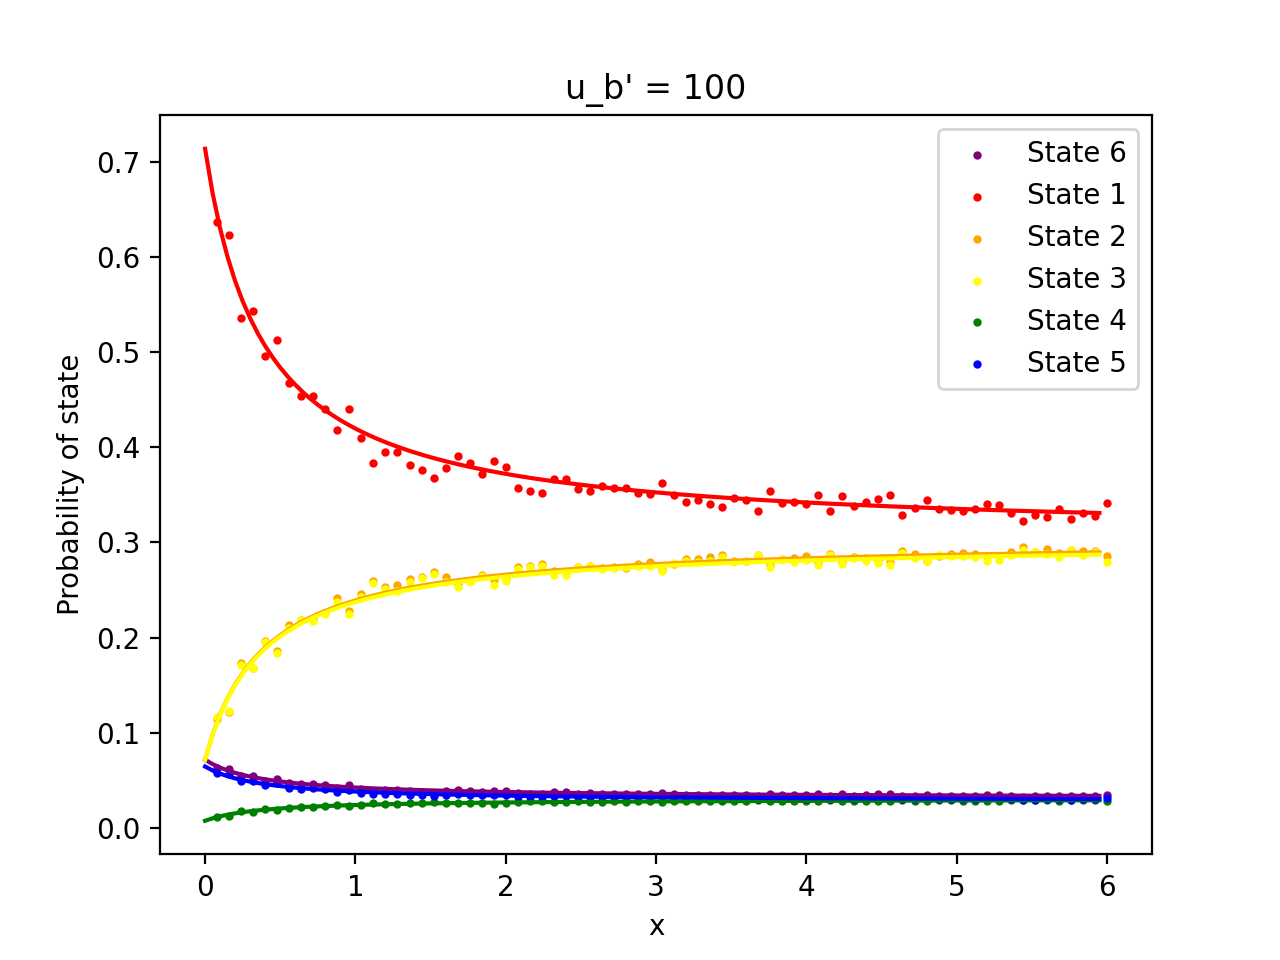 u_b' = 100
Probability of state
0.7
0.6
0.5
0.4
0.3
0.2
0.1
0.0
State 6
State 1
State 2
State 3
State 4
State 5
0 1 2 3 4 5 6
x